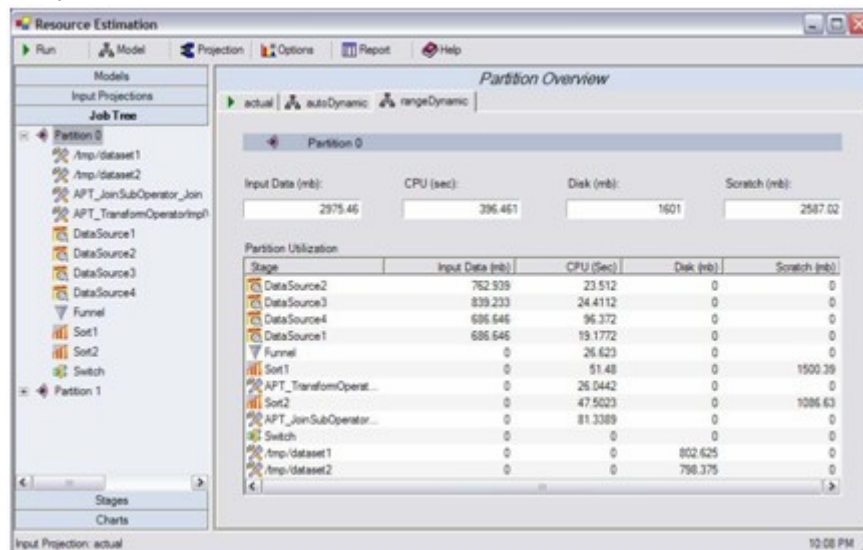 Resource Estimation
Run Model Projection Options Report Help
Models
Input Projections
Job Tree
Partition 0
/tmp/dataset1
/tmp/dataset2
APT_JoinSubOperator_Join
APT_TransformOperatorImpl\
DataSource1
DataSource2
DataSource3
DataSource4
Funnel
Sort1
Sort2
Switch
Partition 1
Stages
Charts
Partition Overview
actual autoDynamic rangeDynamic
Partition 0
Input Data (mb): CPU (sec): Disk (mb): Scratch (mb):
2975.46 396.461 1601 2587.02
Partition Utilization
Stage Input Data (mb) CPU (Sec) Disk (mb) Scratch (mb)
DataSource2 762.939 23.512 0 0
DataSource3 839.233 24.4112 0 0
DataSource4 686.646 96.372 0 0
DataSource1 686.646 19.1772 0 0
Funnel 0 26.623 0 0
Sort1 0 51.48 0 1500.39
APT_TransformOperat... 0 26.0442 0 0
Sort2 0 47.5023 0 1086.63
APT_JoinSubOperator... 0 81.3389 0 0
Switch 0 0 0 0
/tmp/dataset1 0 0 802.625 0
/tmp/dataset2 0 0 798.375 0
Input Projection: actual 10:08 PM